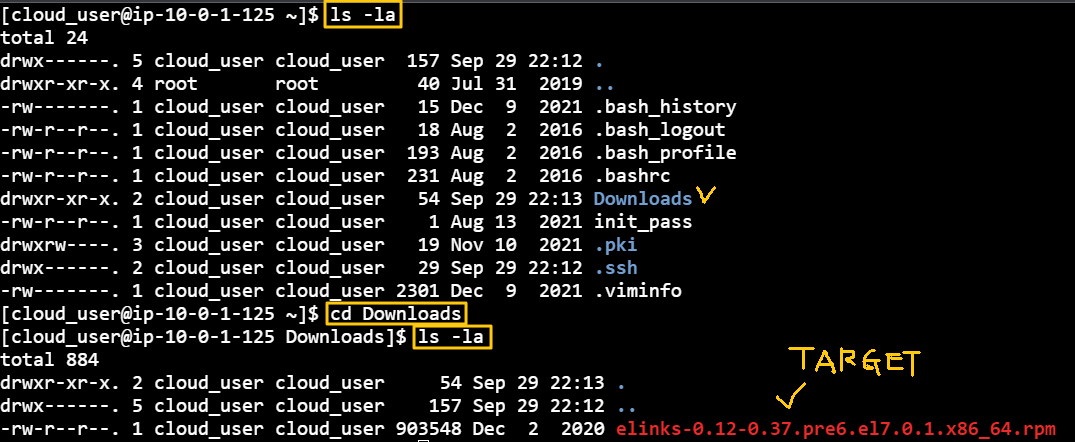 [cloud_user@ip-10-0-1-125 ~]$ ls -la
total 24
drwx------. 5 cloud_user cloud_user  157 Sep 29 22:12 .
drwxr-xr-x. 4 root       root         40 Jul 31  2019 ..
-rw-------. 1 cloud_user cloud_user   15 Dec  9  2021 .bash_history
-rw-r--r--. 1 cloud_user cloud_user   18 Aug  2  2016 .bash_logout
-rw-r--r--. 1 cloud_user cloud_user  193 Aug  2  2016 .bash_profile
-rw-r--r--. 1 cloud_user cloud_user  231 Aug  2  2016 .bashrc
drwxr-xr-x. 2 cloud_user cloud_user   54 Sep 29 22:13 Downloads
-rw-r--r--. 1 cloud_user cloud_user    1 Aug 13  2021 init_pass
drwxrw----. 3 cloud_user cloud_user   19 Nov 10  2021 .pki
drwx------. 2 cloud_user cloud_user   29 Sep 29 22:12 .ssh
-rw-------. 1 cloud_user cloud_user 2301 Dec  9  2021 .viminfo
[cloud_user@ip-10-0-1-125 ~]$ cd Downloads
[cloud_user@ip-10-0-1-125 Downloads]$ ls -la
total 884
TARGET
drwxr-xr-x. 2 cloud_user cloud_user     54 Sep 29 22:13 .
drwx------. 5 cloud_user cloud_user    157 Sep 29 22:12 ..
-rw-r--r--. 1 cloud_user cloud_user 903548 Dec  2  2020 elinks-0.12-0.37.pre6.el7.0.1.x86_64.rpm